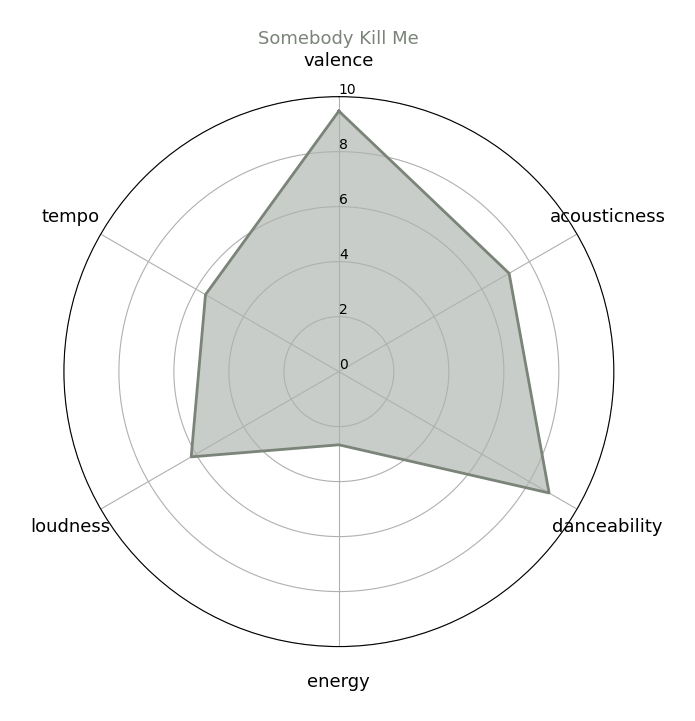 Somebody Kill Me
valence
10
8
tempo
acousticness
6
4
2
0
loudness
danceability
energy